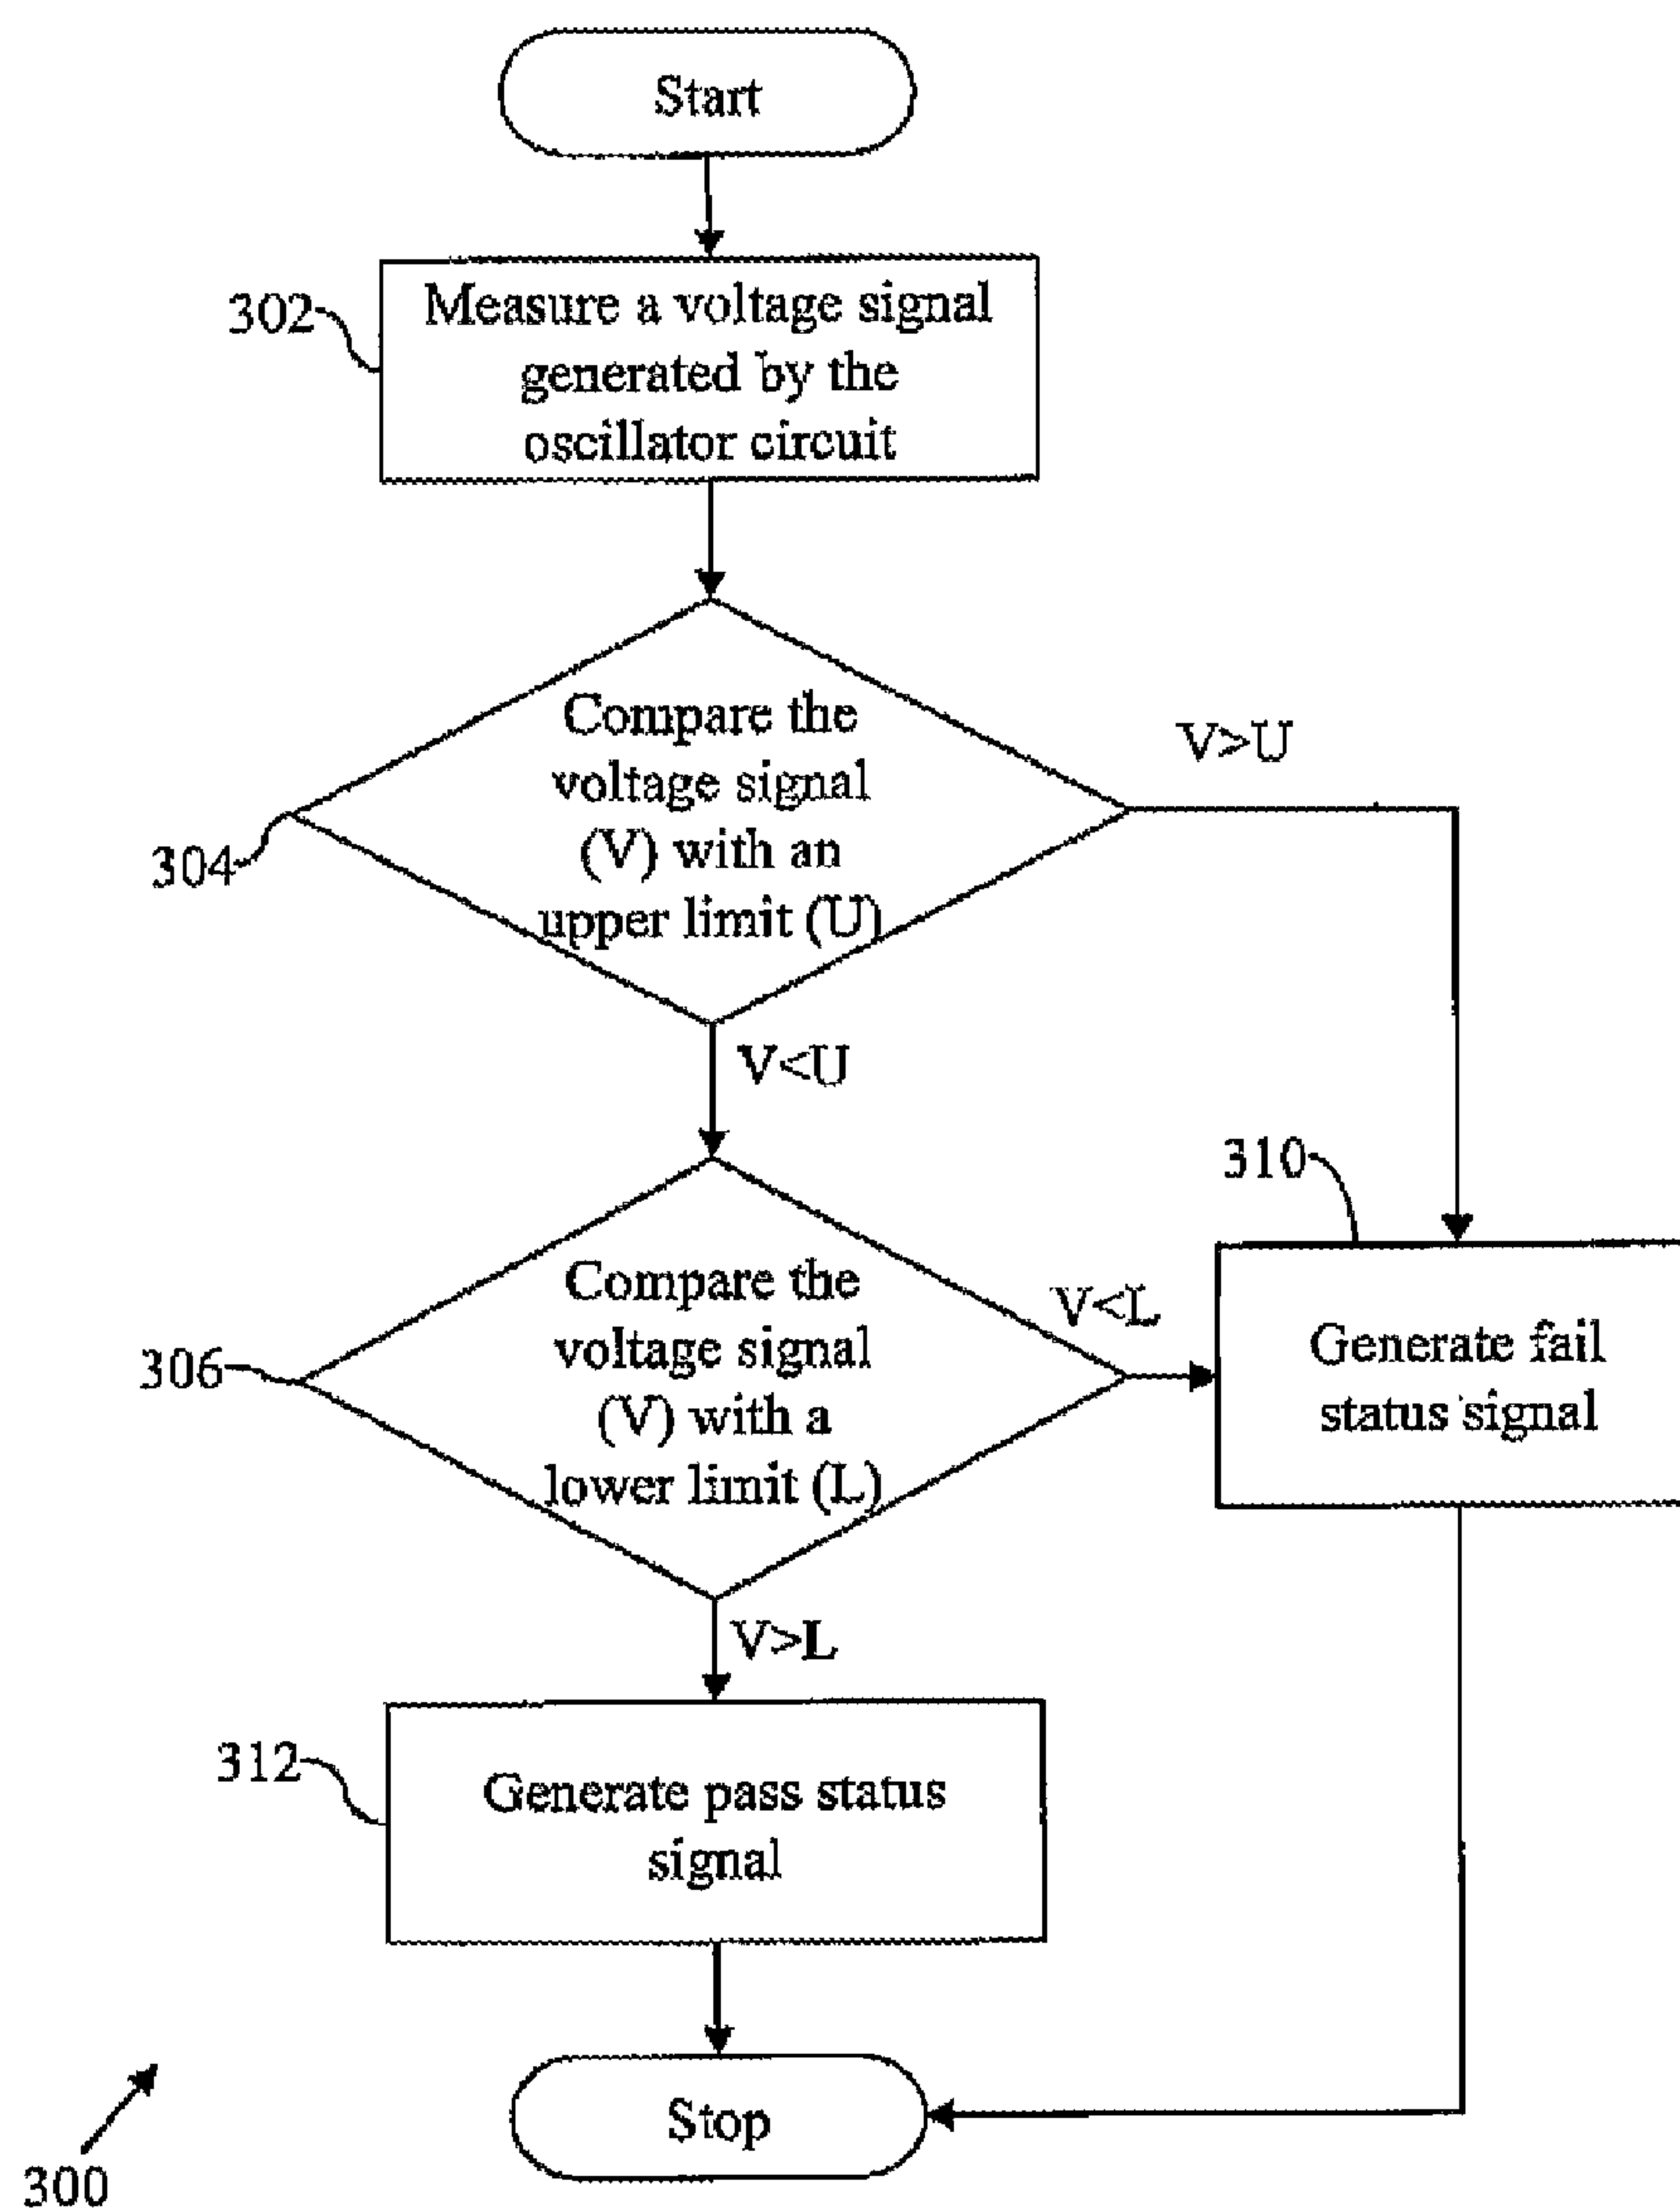 Start
302
Measure a voltage signal
generated by the
oscillator circuit
304
Compare the
voltage signal
(V) with an
upper limit (U)
V>U
V<U
310
306
Compare the
voltage signal
(V) with a
lower limit (L)
V<L
Generate fail
status signal
V>L
312
Generate pass status
signal
Stop
300